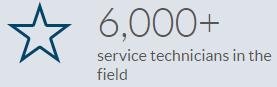 6,000+
service technicians in the
field